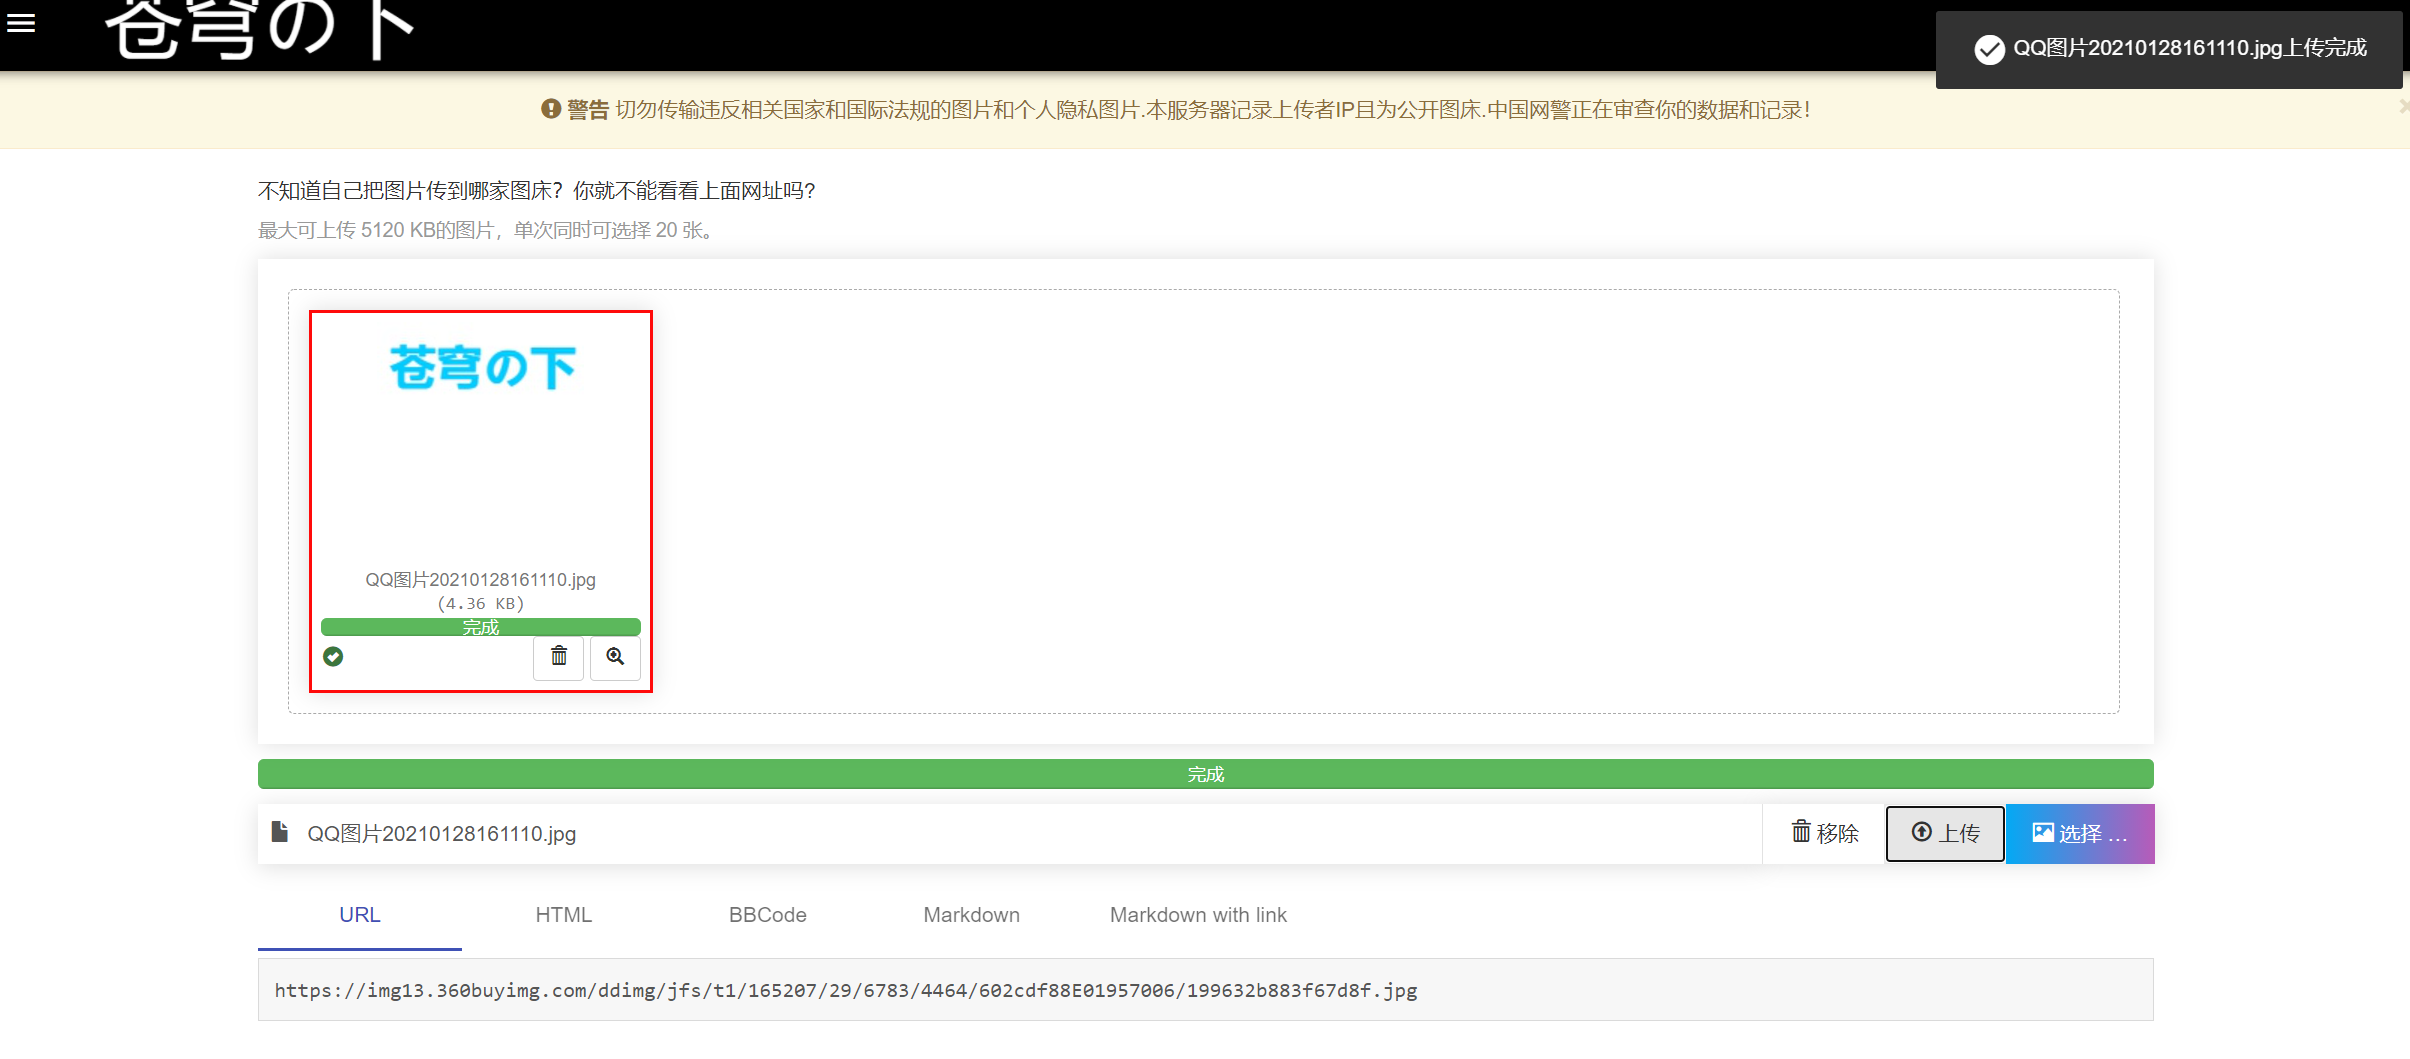 苍穹の下
QQ图片20210128161110.jpg上传完成
警告 切勿传输违反相关国家和国际法规的图片和个人隐私图片.本服务器记录上传者IP且为公开图床.中国网警正在审查你的数据和记录!
不知道自己把图片传到哪家图床？你就不能看看上面网址吗?
最大可上传 5120 KB的图片，单次同时可选择 20 张。
苍穹の下
QQ图片20210128161110.jpg
(4.36 KB)
完成
完成
QQ图片20210128161110.jpg
移除
上传
选择 …
URL
HTML
BBCode
Markdown
Markdown with link
https://img13.360buyimg.com/ddimg/jfs/t1/165207/29/6783/4464/602cdf88E01957006/199632b883f67d8f.jpg